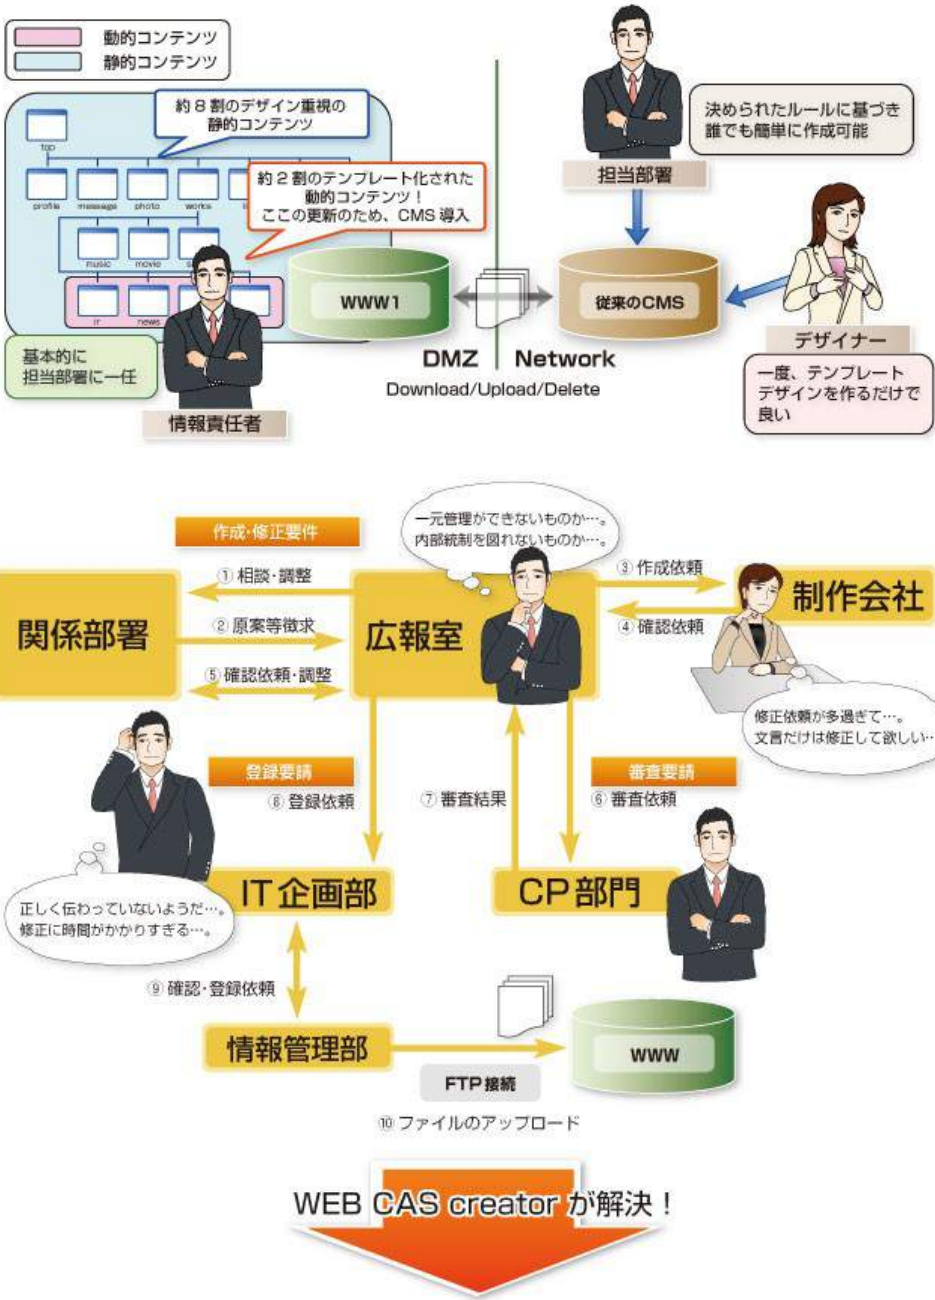 動的コンテンツ
静的コンテンツ
約8割のデザイン重視の
静的コンテンツ
top
約2割のテンプレート化された
動的コンテンツ!
ここの更新のため、CMS導入
profile
message
photo
works
music
movie
ir
news
基本的に
担当部署に一任
情報責任者
WWW1
DMZ
Network
Download/Upload/Delete
担当部署
決められたルールに基づき
誰でも簡単に作成可能
従来のCMS
デザイナー
一度、テンプレート
デザインを作るだけで
良い
作成・修正要件
一元管理ができないものか…。
内部統制を図れないものか…。
関係部署
①相談・調整
②原案等徴求
⑤確認依頼・調整
広報室
③作成依頼
④確認依頼
制作会社
修正依頼が多過ぎて…。
文言だけは修正して欲しい…
登録要請
⑧登録依頼
⑦審査結果
審査要請
⑥審査依頼
IT企画部
CP部門
正しく伝わっていないようだ…。
修正に時間がかかりすぎる…。
⑨確認・登録依頼
情報管理部
WWW
FTP接続
⑩ファイルのアップロード
WEB CAS creator が解決!